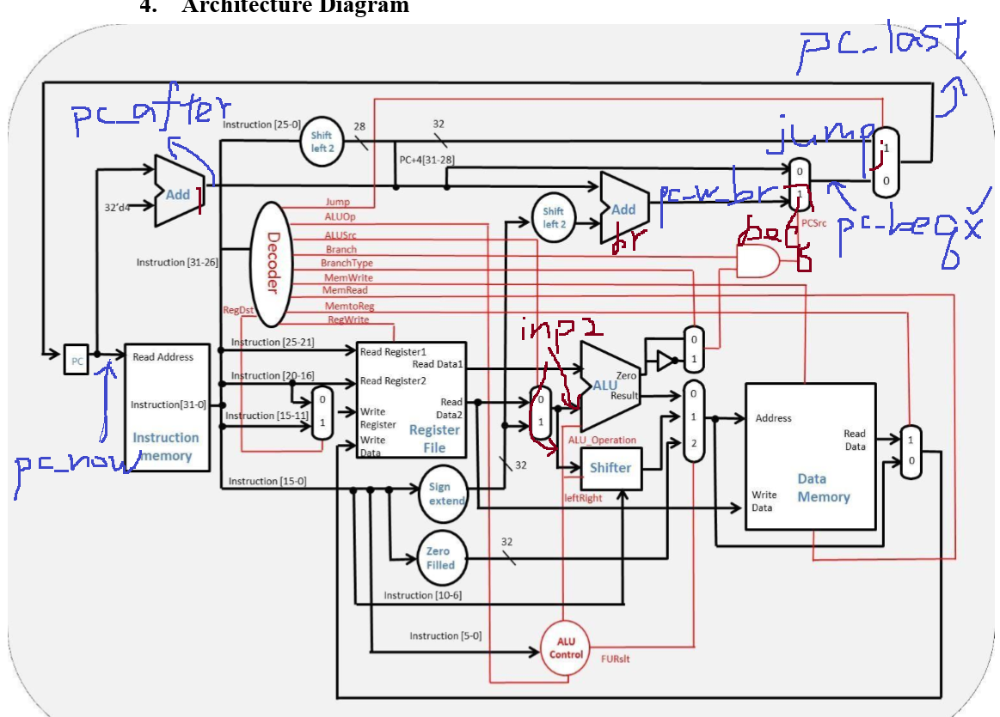 4. Architecture Diagram
pc_last
pc_after
Instruction [25-0]
Shift left 2
28
32
jump
1
0
PC+4[31-28]
Add
1
32'd4
0
1
pc_w_br
Add
br
Shift left 2
beq
PCSrc
pc_beqx
Jump
ALUOp
ALUSrc
Branch
BranchType
MemWrite
MemRead
MemtoReg
RegWrite
Decoder
Instruction [31-26]
RegDst
inp2
PC
Read Address
Instruction[31-0]
Instruction memory
pc_now
Instruction [25-21]
Instruction [20-16]
Instruction [15-11]
0
1
Read Register1
Read Data1
Read Register2
Read Data2
Write Register
Write Data
Register File
0
1
Zero
ALU
Result
0
1
0
1
2
ALU_Operation
Shifter
leftRight
Address
Read Data
Data Memory
Write Data
1
0
Instruction [15-0]
Sign extend
32
Zero Filled
32
Instruction [10-6]
Instruction [5-0]
ALU Control
FURslt